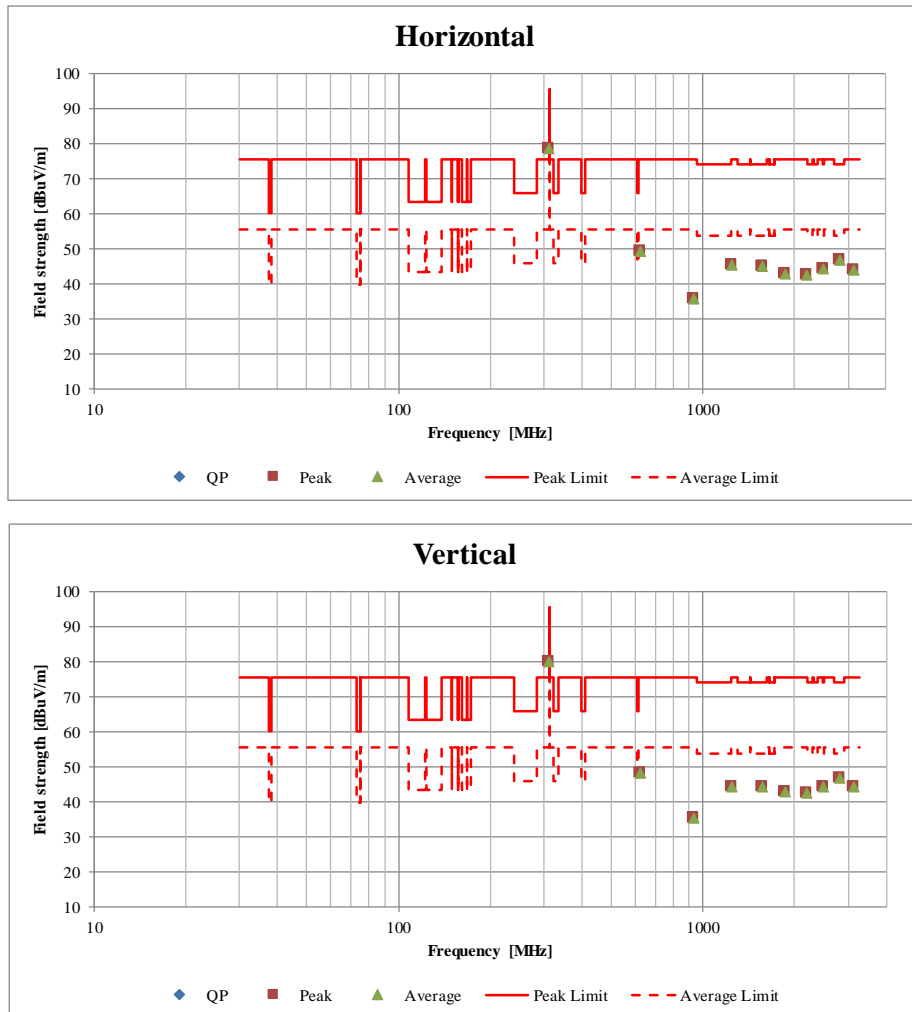 Horizontal
100
90
80
70
60
50
40
30
20
10
Field strength [dBuV/m]
10 100 1000
Frequency [MHz]
QP Peak Average Peak Limit Average Limit
Vertical
100
90
80
70
60
50
40
30
20
10
Field strength [dBuV/m]
10 100 1000
Frequency [MHz]
QP Peak Average Peak Limit Average Limit